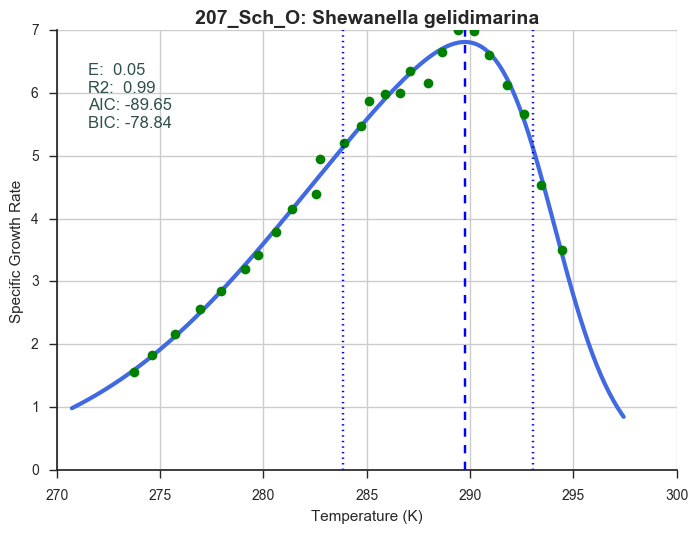 207_Sch_O: Shewanella gelidimarina
E:  0.05
R2:  0.99
AIC: -89.65
BIC: -78.84
Specific Growth Rate
7
6
5
4
3
2
1
0
270 275 280 285 290 295 300
Temperature (K)